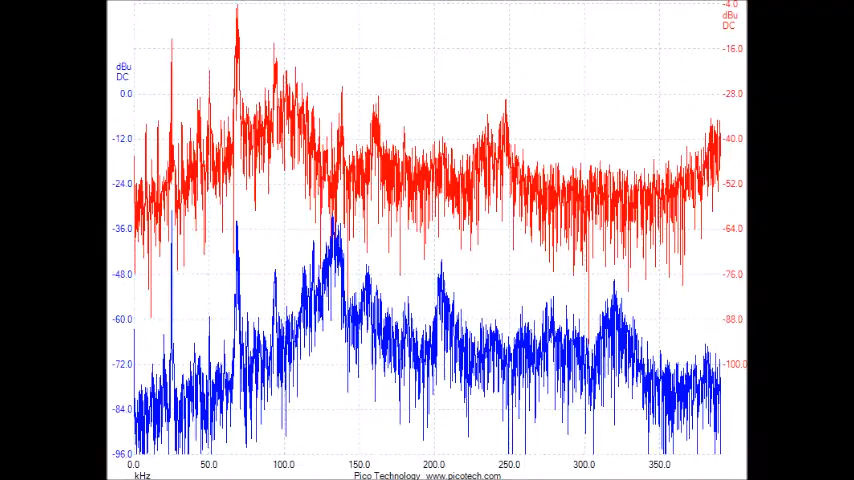 -4.0
dBu
DC
-16.0
dBu
DC
0.0 -28.0
-12.0 -40.0
-24.0 -52.0
-36.0 -64.0
-48.0 -76.0
-60.0 -88.0
-72.0 -100.0
-84.0
-96.0
0.0 50.0 100.0 150.0 200.0 250.0 300.0 350.0
kHz Pico Technology www.picotech.com